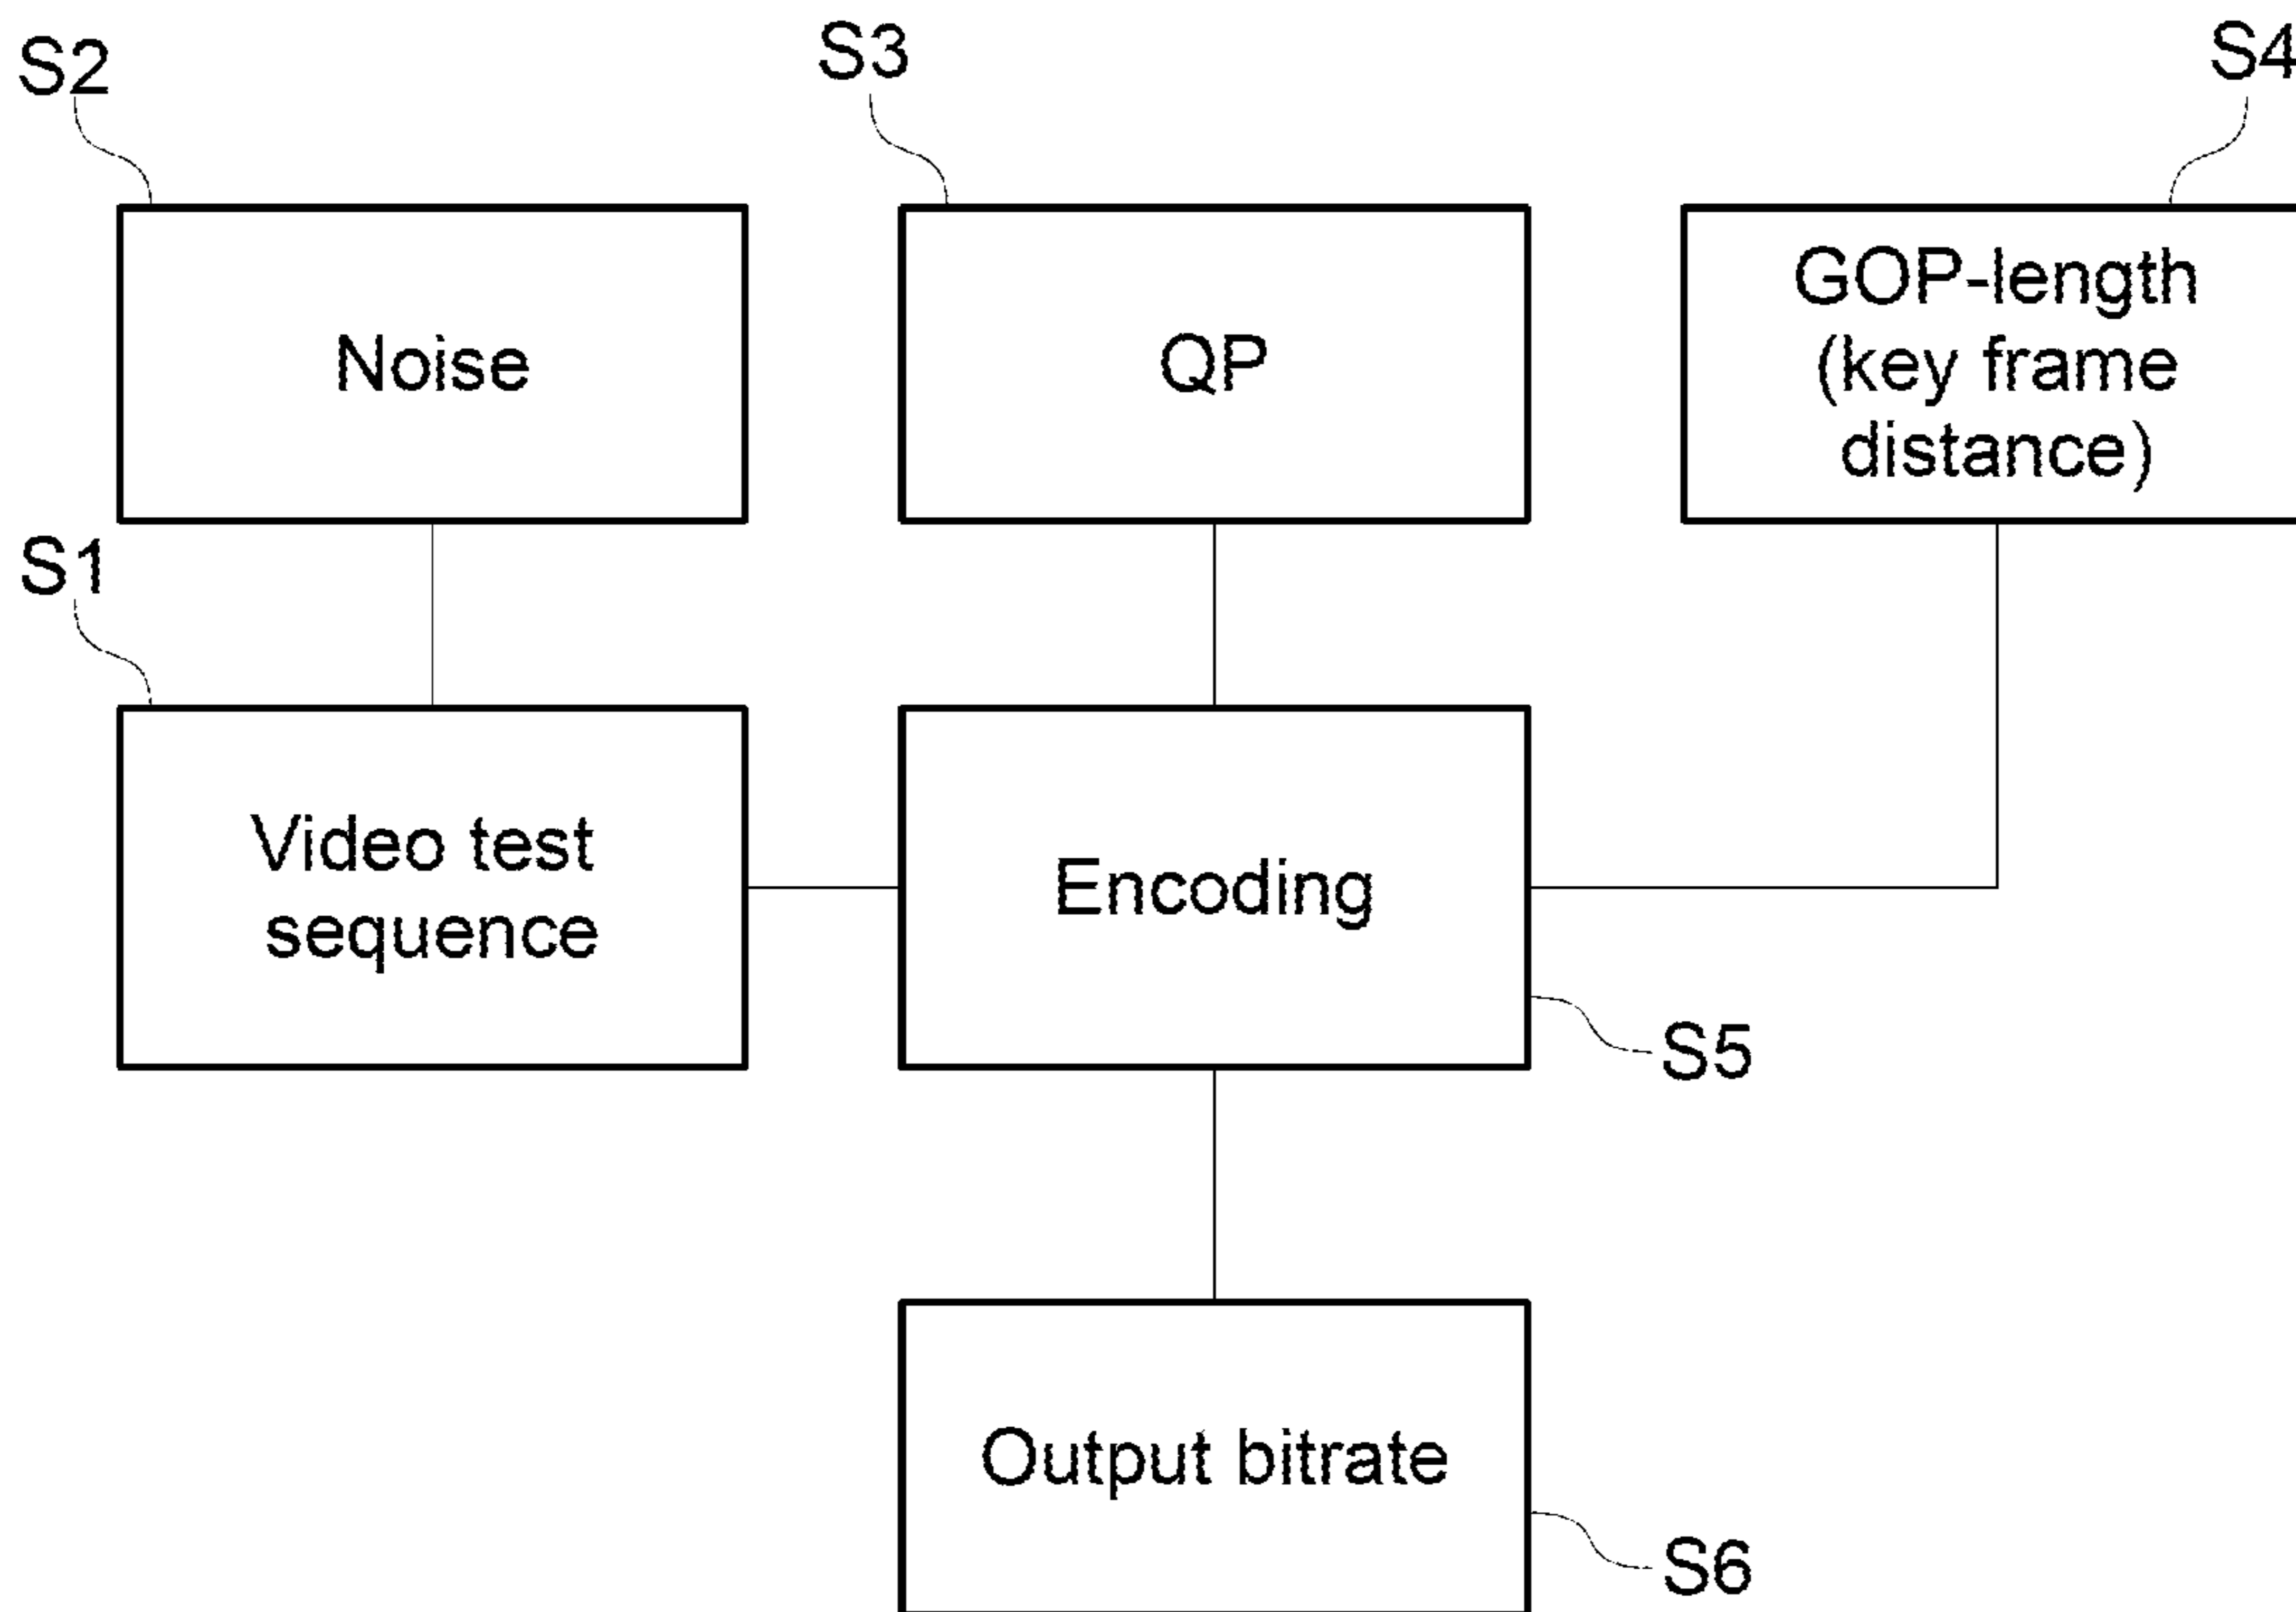 S2
S3
S4
Noise
QP
GOP-length
(key frame
distance)
S1
Video test
sequence
Encoding
S5
Output bitrate
S6